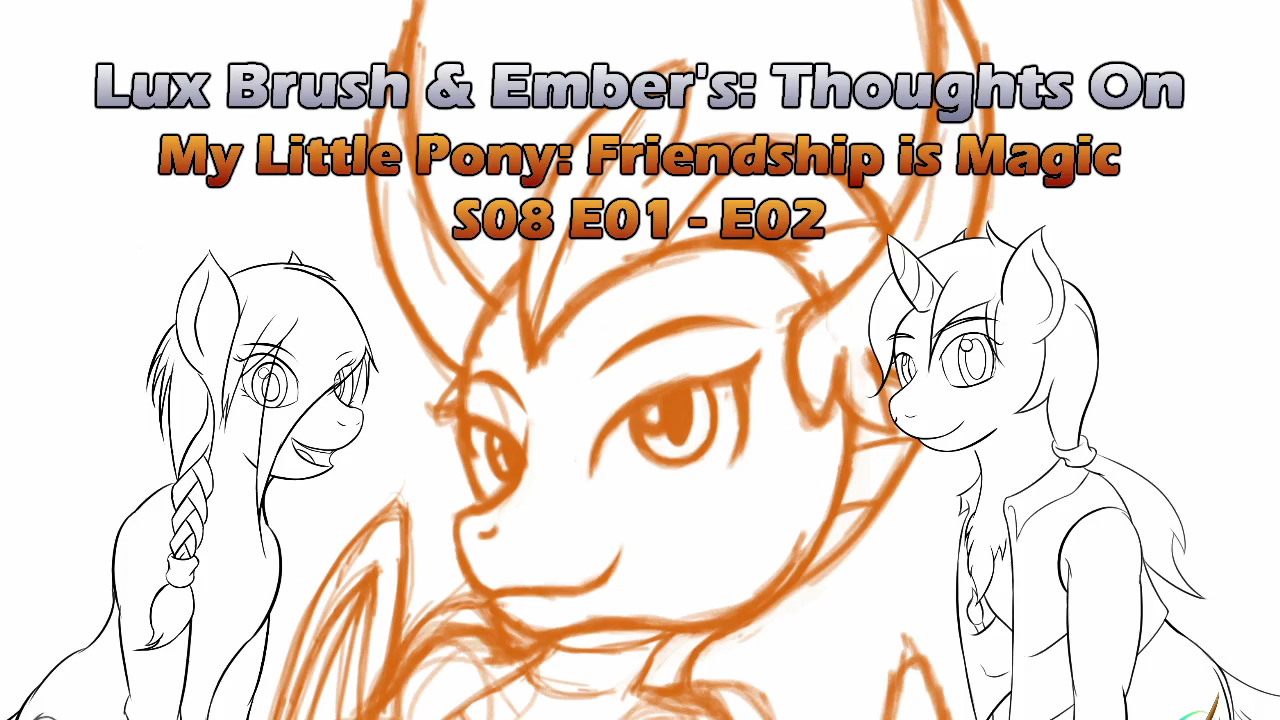 Lux Brush & Ember's: Thoughts On
My Little Pony: Friendship is Magic
S08 E01 - E02